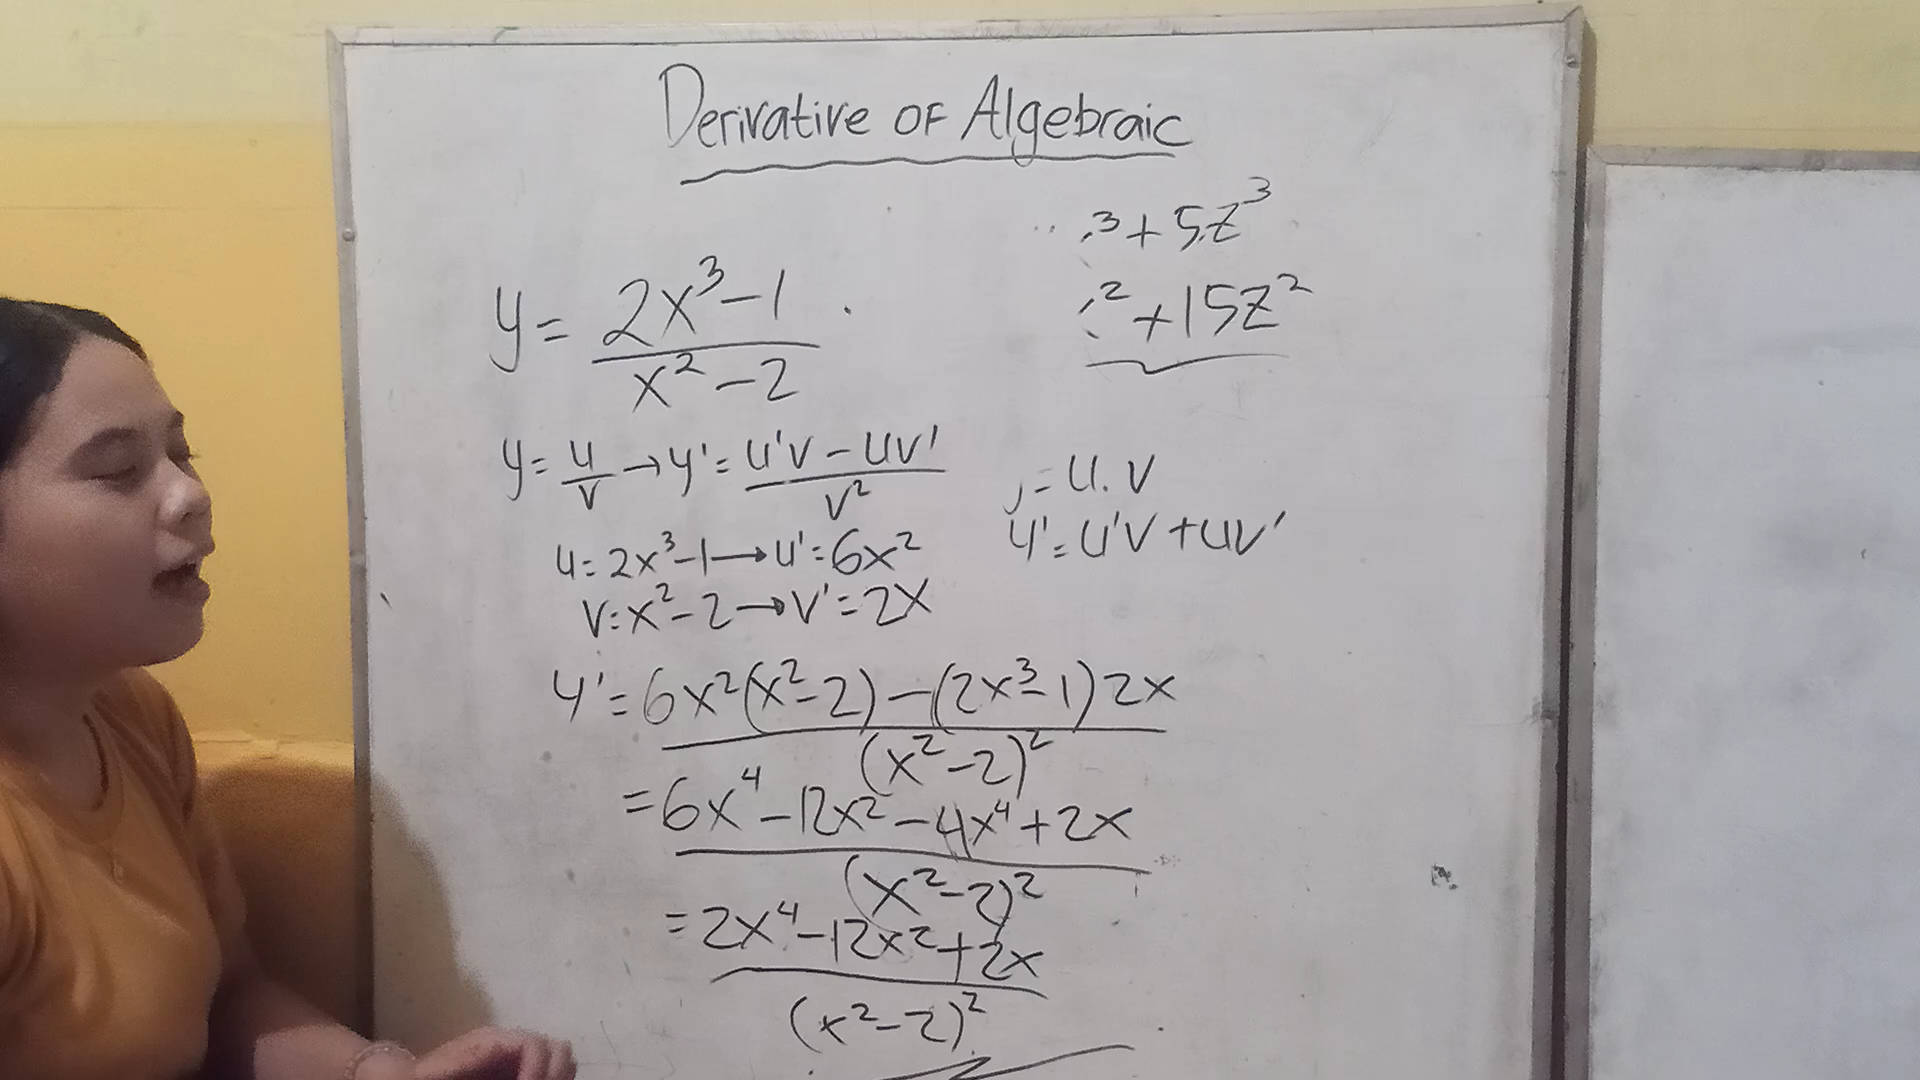 Derivative of Algebraic
3 + 5z³
y = 2x³-1 / x²-2
2 + 15z²
y = u/v → y' = u'v - uv' / v²
= u.v
y' = u'v + uv'
u = 2x³-1 → u' = 6x²
v = x²-2 → v' = 2x
y' = 6x²(x²-2) - (2x³-1)2x / (x²-2)²
= 6x⁴ - 12x² - 4x⁴ + 2x / (x²-2)²
= 2x⁴ - 12x² + 2x / (x²-2)²